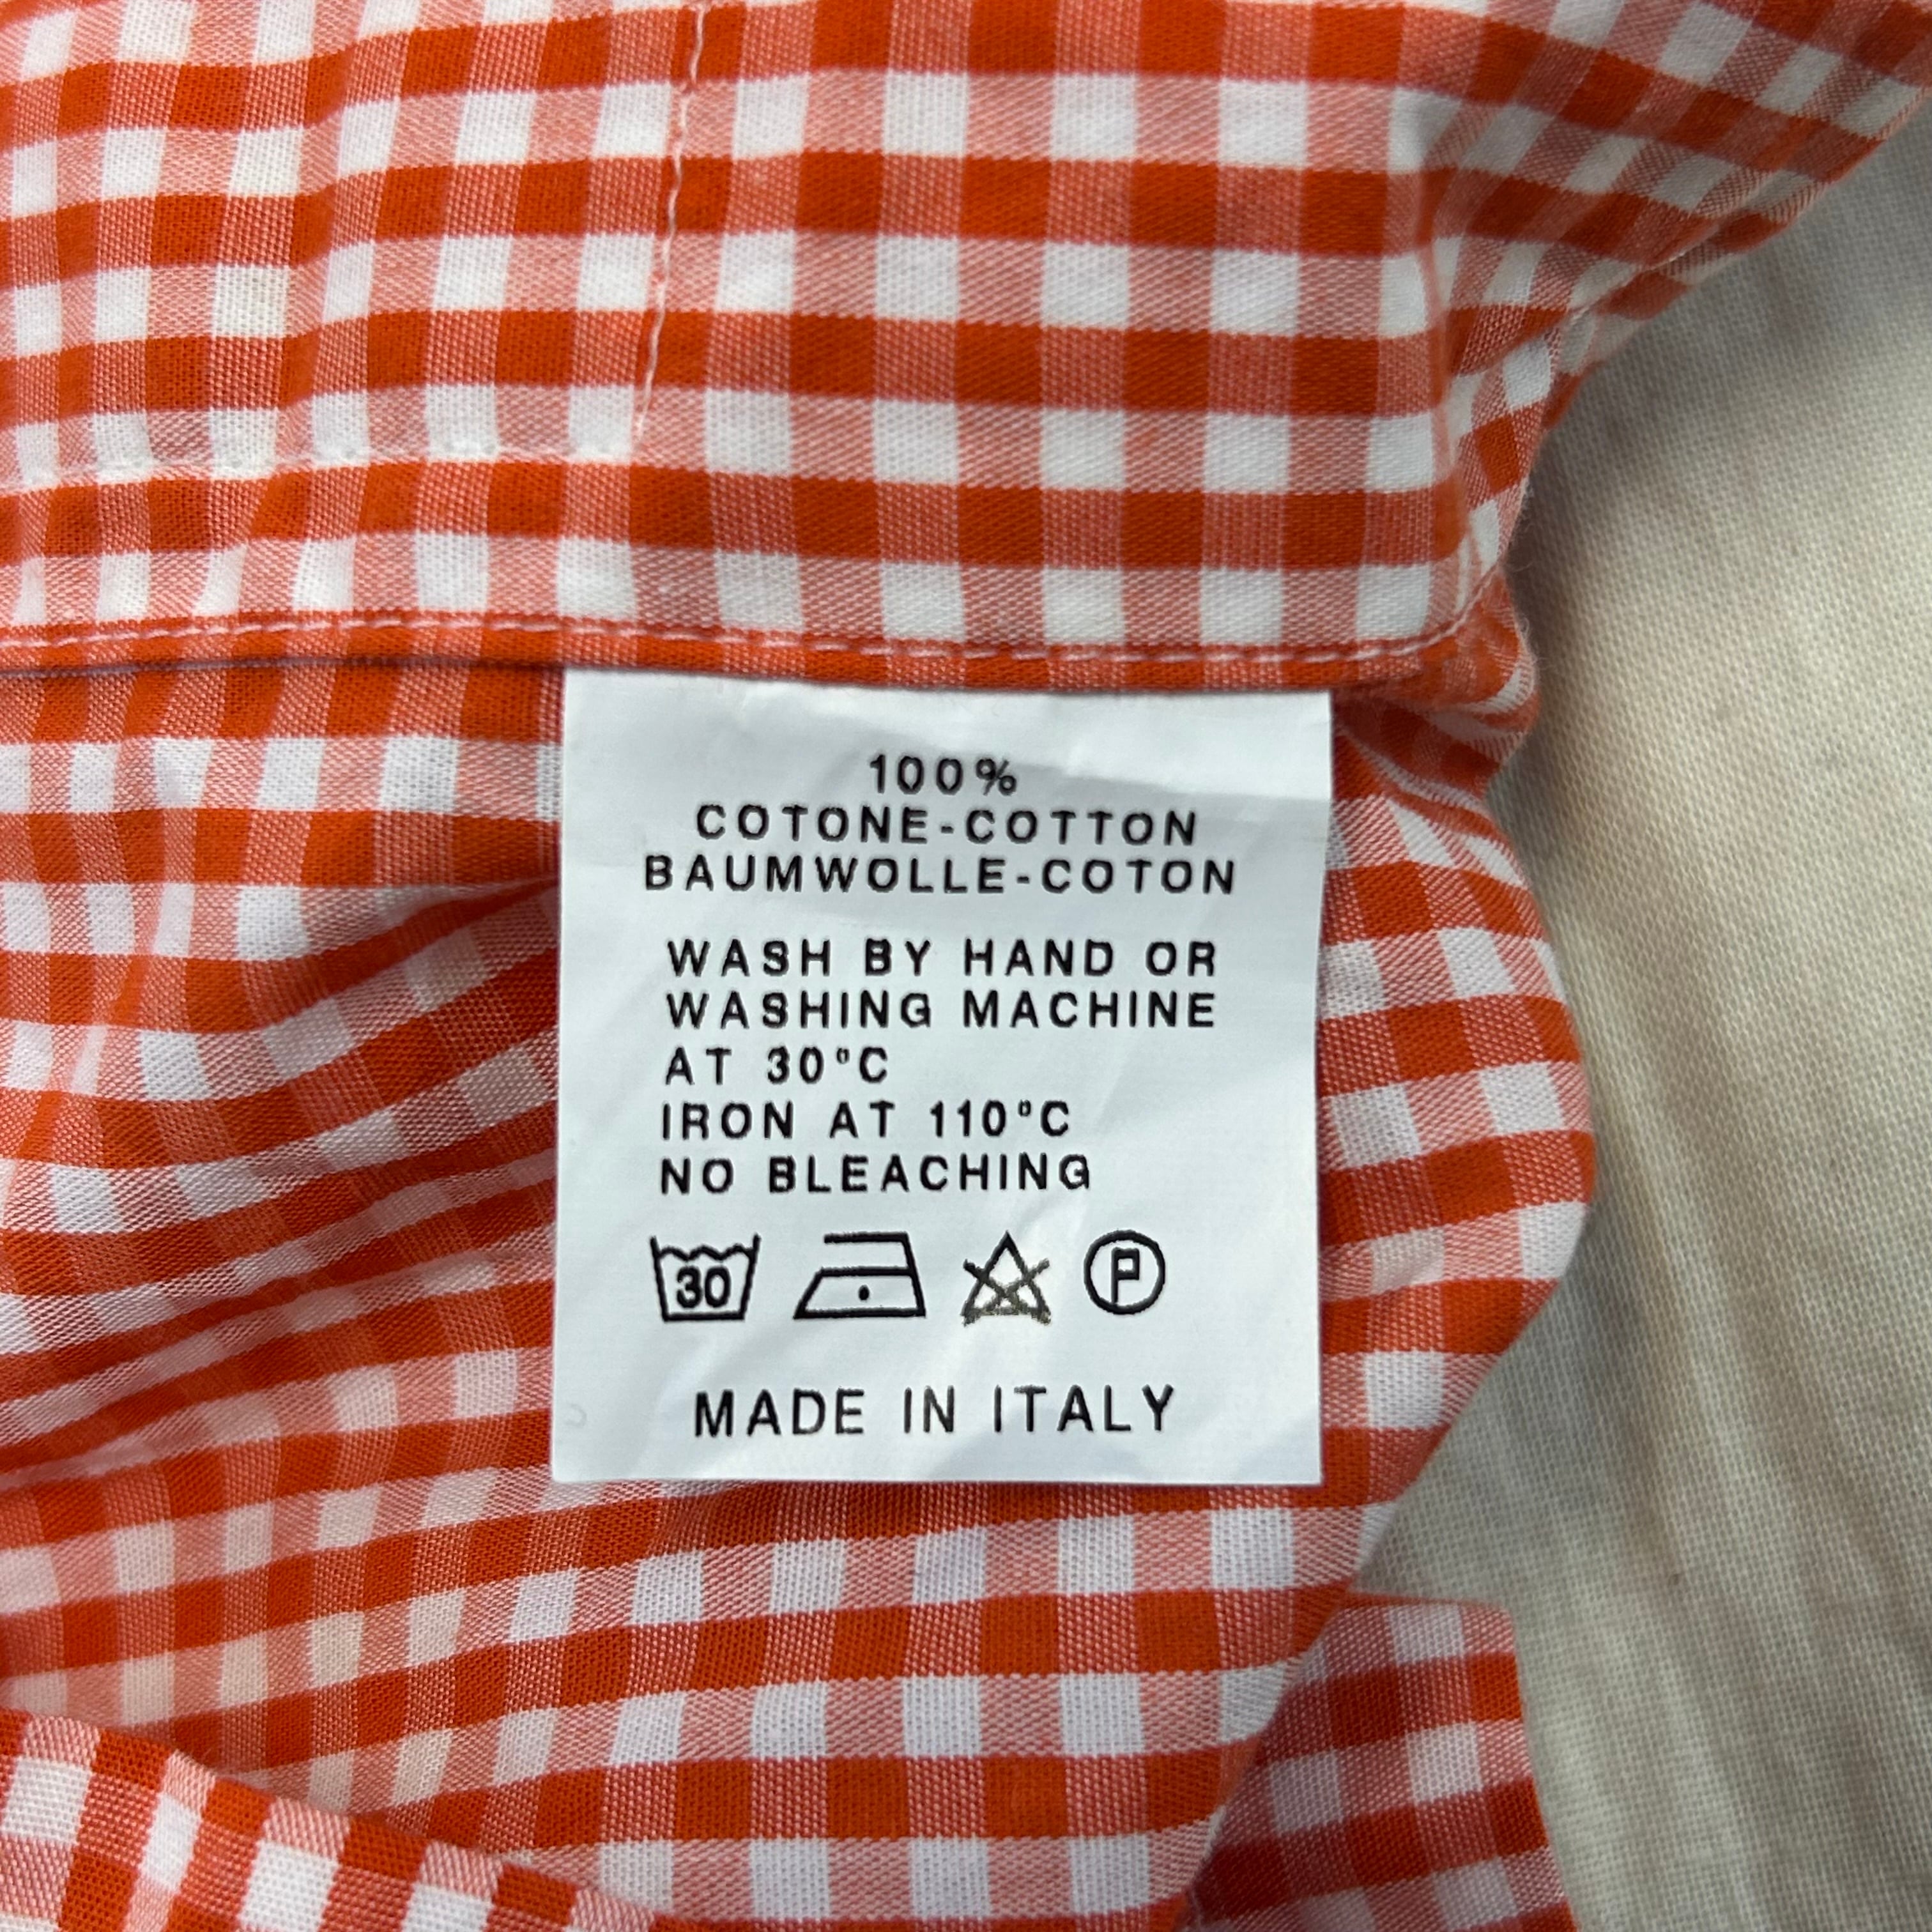 100%
COTONE-COTTON
BAUMWOLLE-COTON
WASH BY HAND OR
WASHING MACHINE
AT 30°C
IRON AT 110°C
NO BLEACHING
30 P
MADE IN ITALY